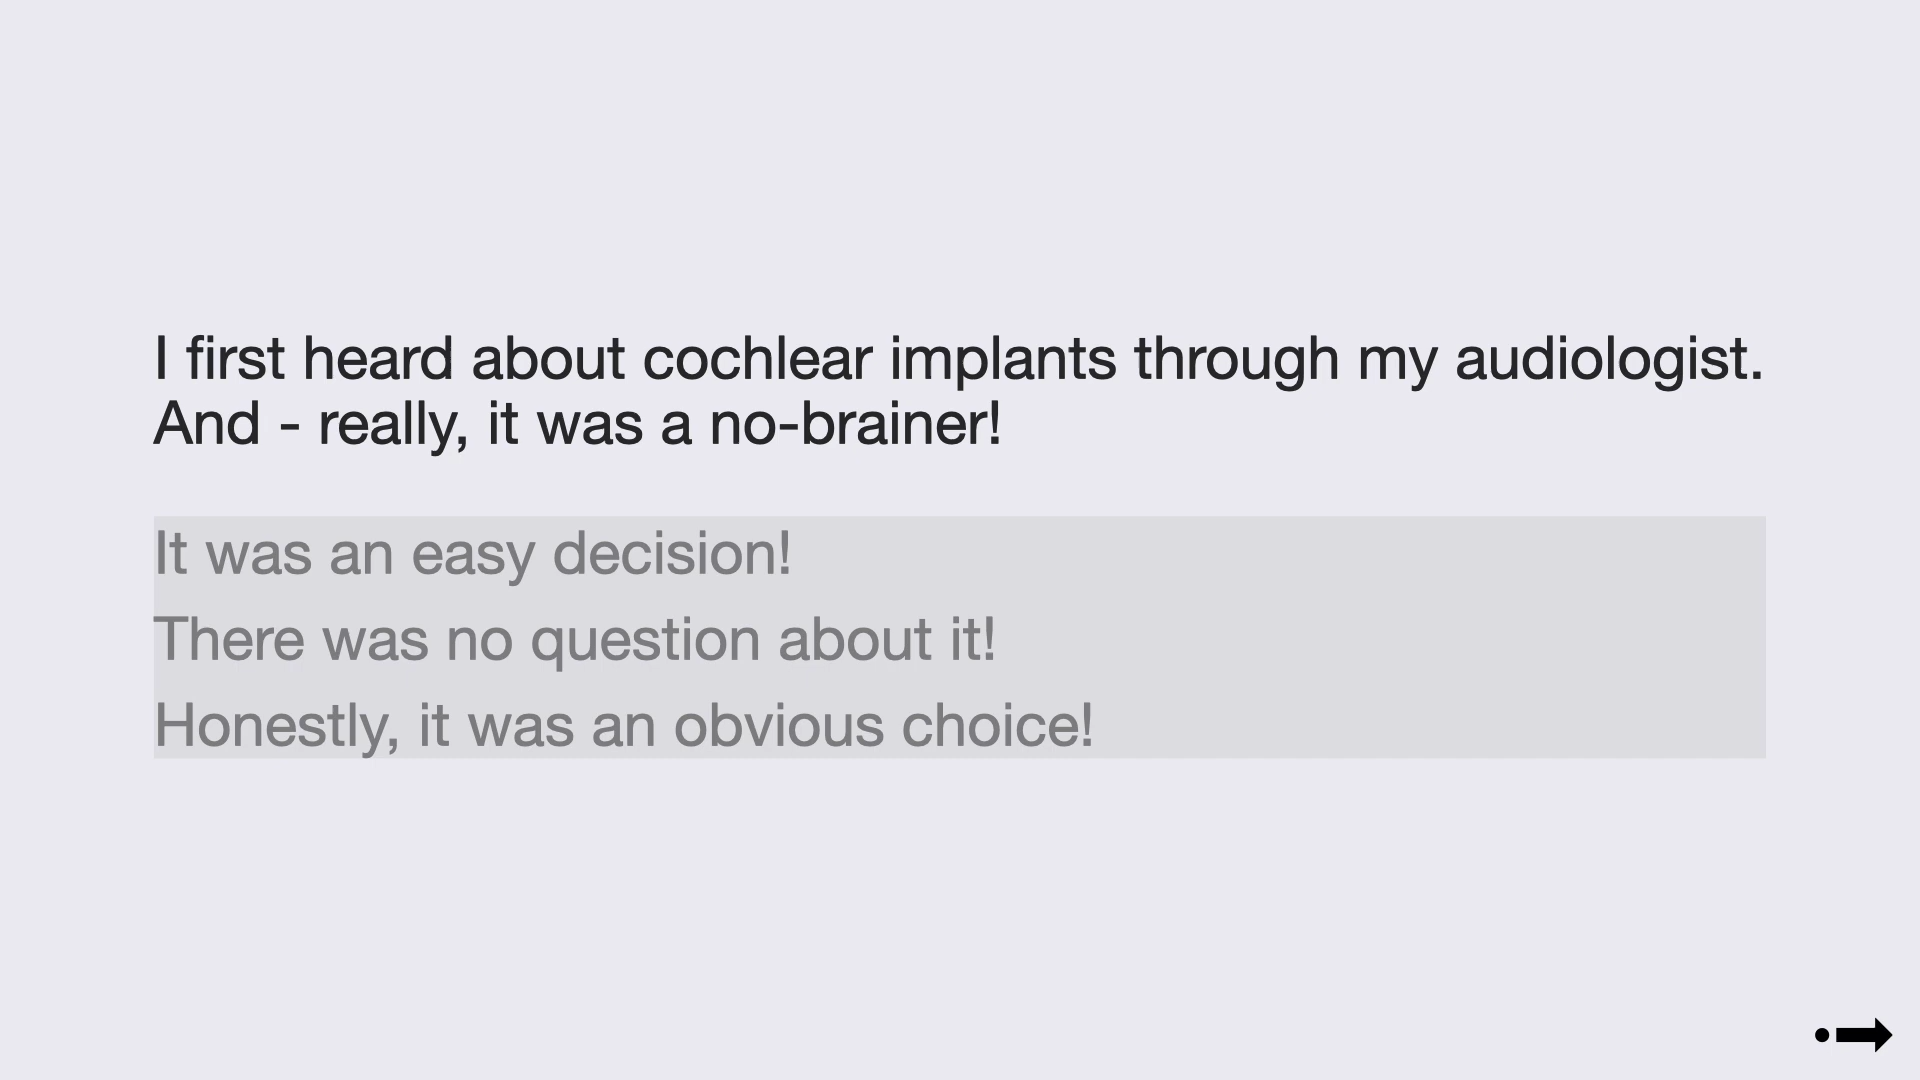 I first heard about cochlear implants through my audiologist.
And - really, it was a no-brainer!
It was an easy decision!
There was no question about it!
Honestly, it was an obvious choice!